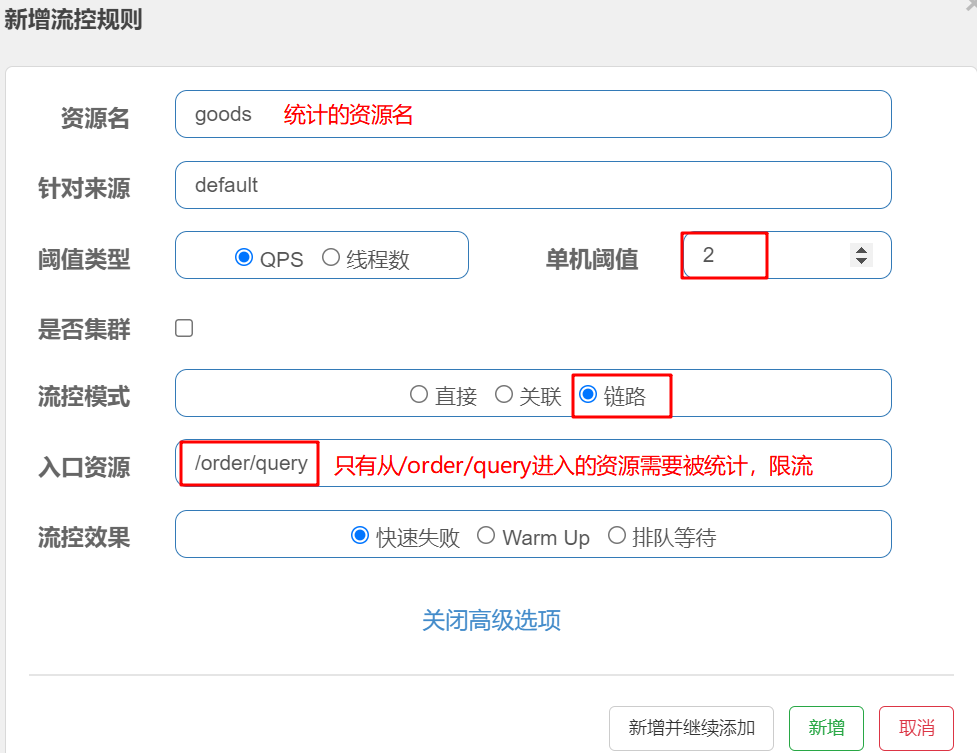 新增流控规则
资源名 goods 统计的资源名
针对来源 default
阈值类型 QPS 线程数 单机阈值 2
是否集群
流控模式 直接 关联 链路
入口资源 /order/query 只有从/order/query进入的资源需要被统计，限流
流控效果 快速失败 Warm Up 排队等待
关闭高级选项
新增并继续添加 新增 取消